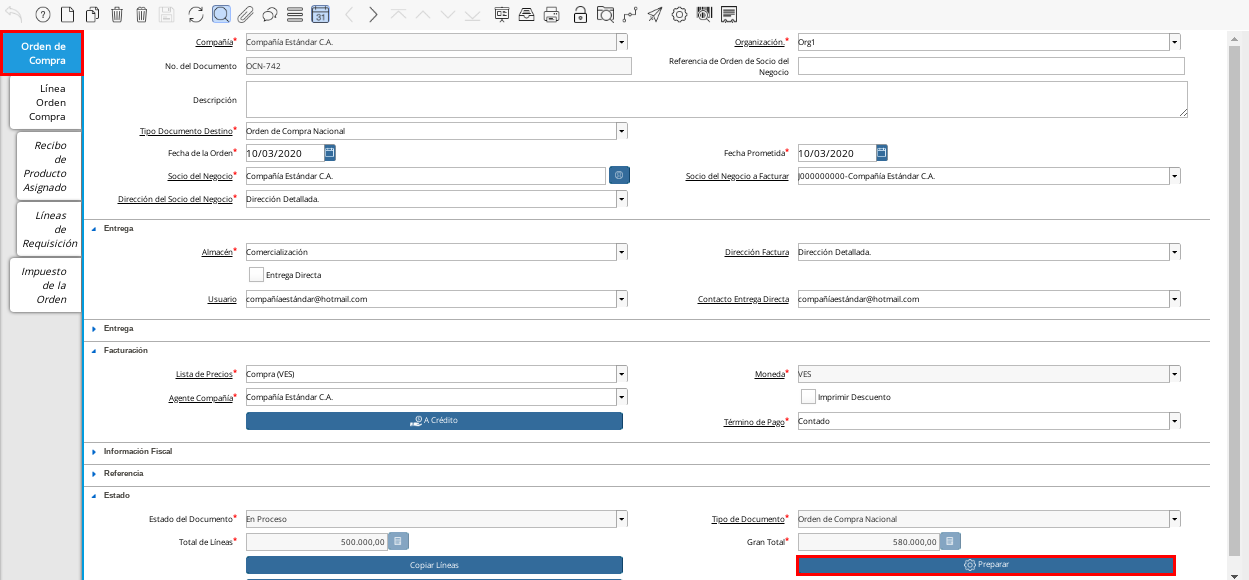 31
Orden de
Compra
Línea
Orden
Compra
Recibo
de
Producto
Asignado
Líneas
de
Requisición
Impuesto
de la
Orden
Compañía* Compañía Estándar C.A. Organización.* Org1
No. del Documento OCN-742 Referencia de Orden de Socio del
Negocio
Descripción
Tipo Documento Destino* Orden de Compra Nacional
Fecha de la Orden* 10/03/2020 Fecha Prometida* 10/03/2020
Socio del Negocio* Compañía Estándar C.A. Socio del Negocio a Facturar J000000000-Compañía Estándar C.A.
Dirección del Socio del Negocio* Dirección Detallada.
Entrega
Almacén* Comercialización Dirección Factura Dirección Detallada.
Entrega Directa
Usuario compañíaestándar@hotmail.com Contacto Entrega Directa compañíaestándar@hotmail.com
Entrega
Facturación
Lista de Precios* Compra (VES) Moneda* VES
Agente Compañía* Compañía Estándar C.A. Imprimir Descuento
A Crédito Término de Pago* Contado
Información Fiscal
Referencia
Estado
Estado del Documento* En Proceso Tipo de Documento* Orden de Compra Nacional
Total de Líneas* 500.000,00 Gran Total* 580.000,00
Copiar Líneas Preparar